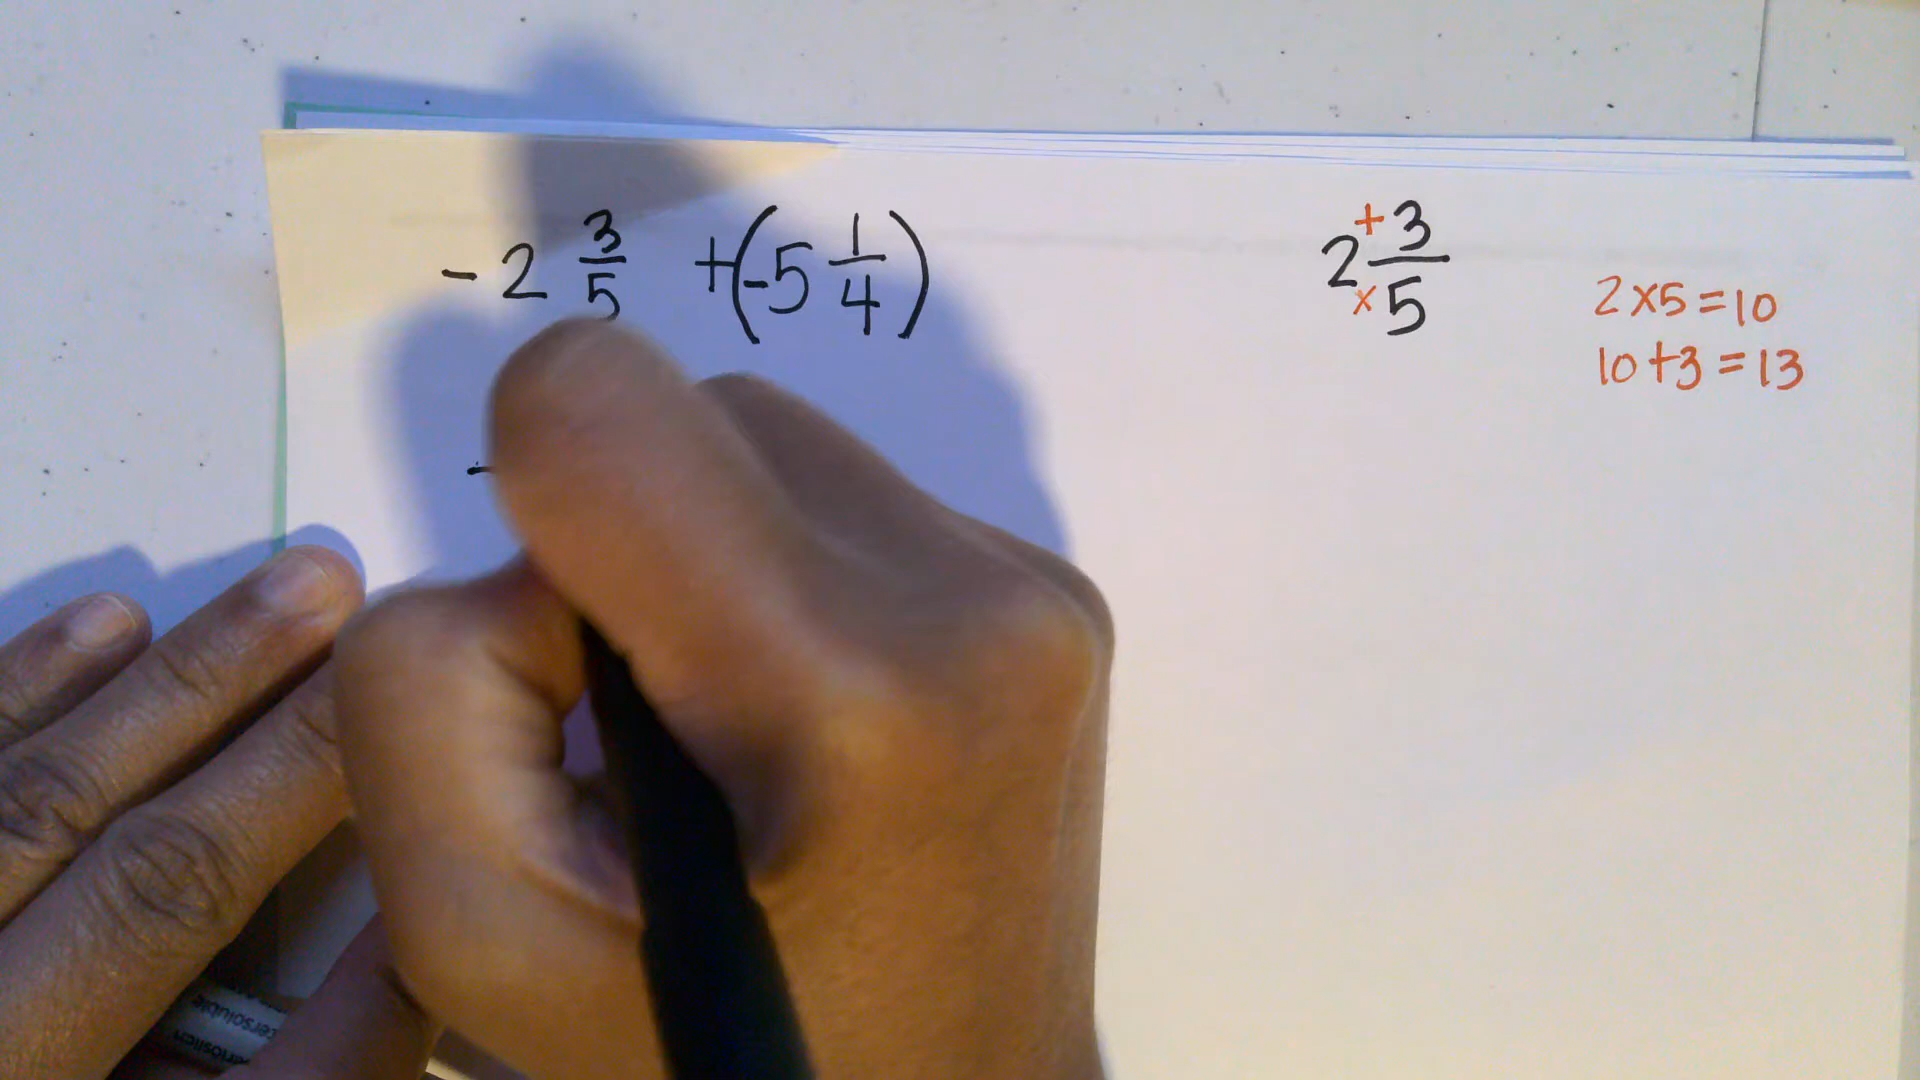 -2 3/5 + (-5 1/4)
2 + 3/5 ×
2×5=10
10+3=13
-